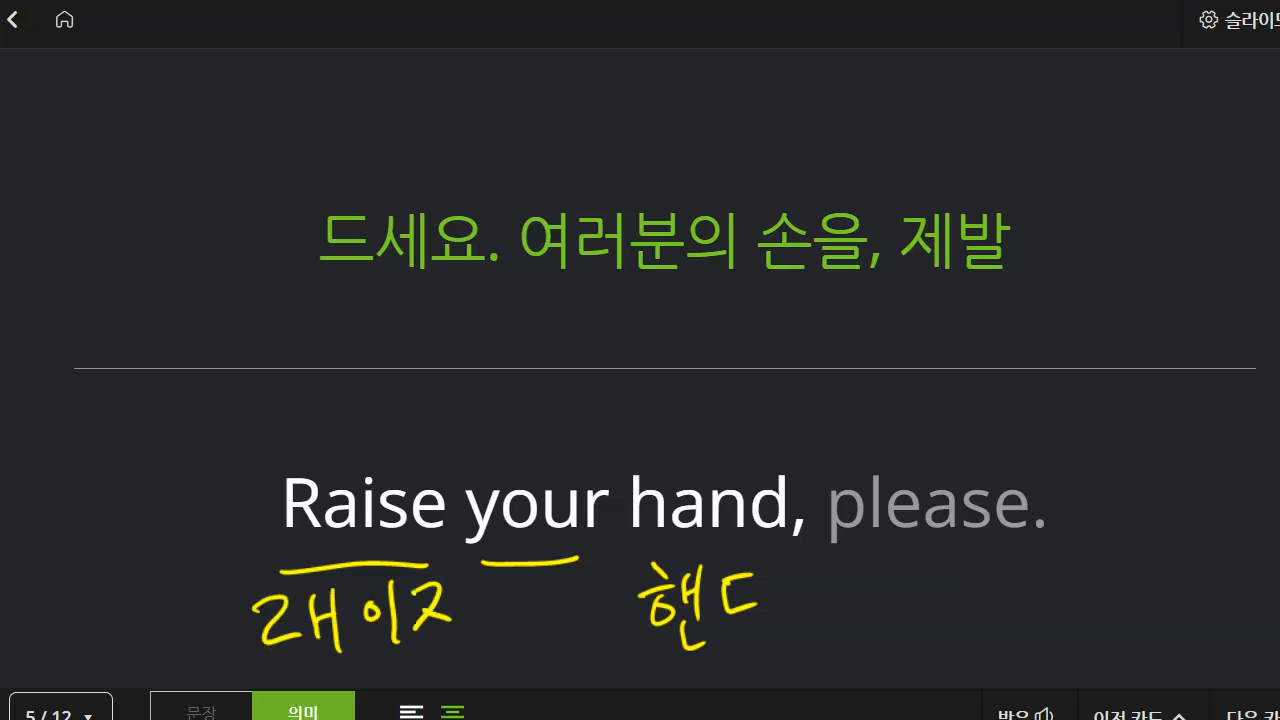 슬라이드
드세요. 여러분의 손을, 제발
Raise your hand, please.
래이즈 핸드
5 / 12 문장 의미 발음 이전 카드 다음 카